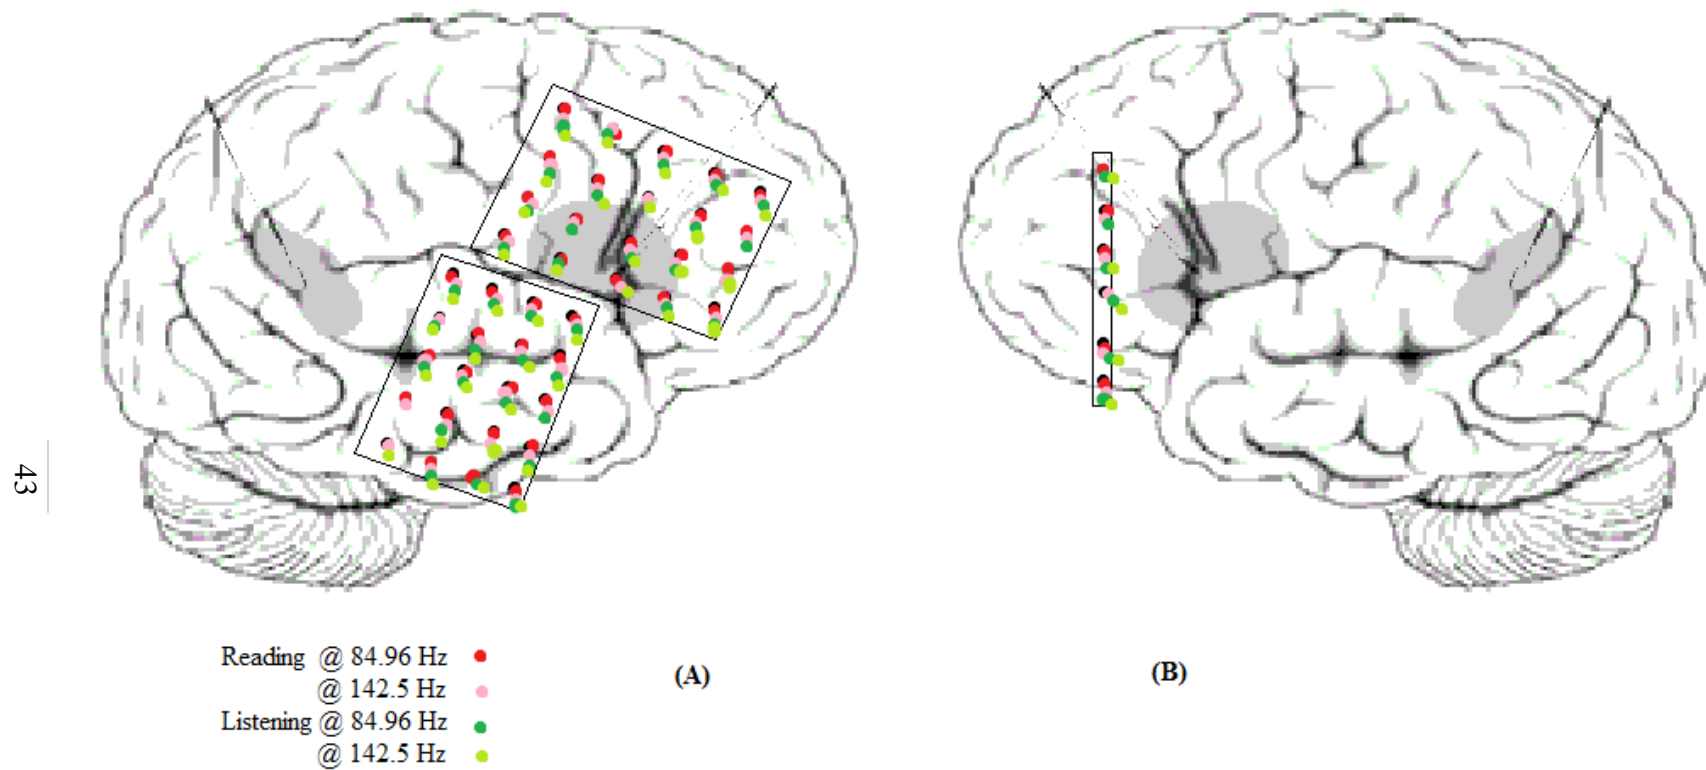 43
Reading @ 84.96 Hz
@ 142.5 Hz
Listening @ 84.96 Hz
@ 142.5 Hz
(A)
(B)